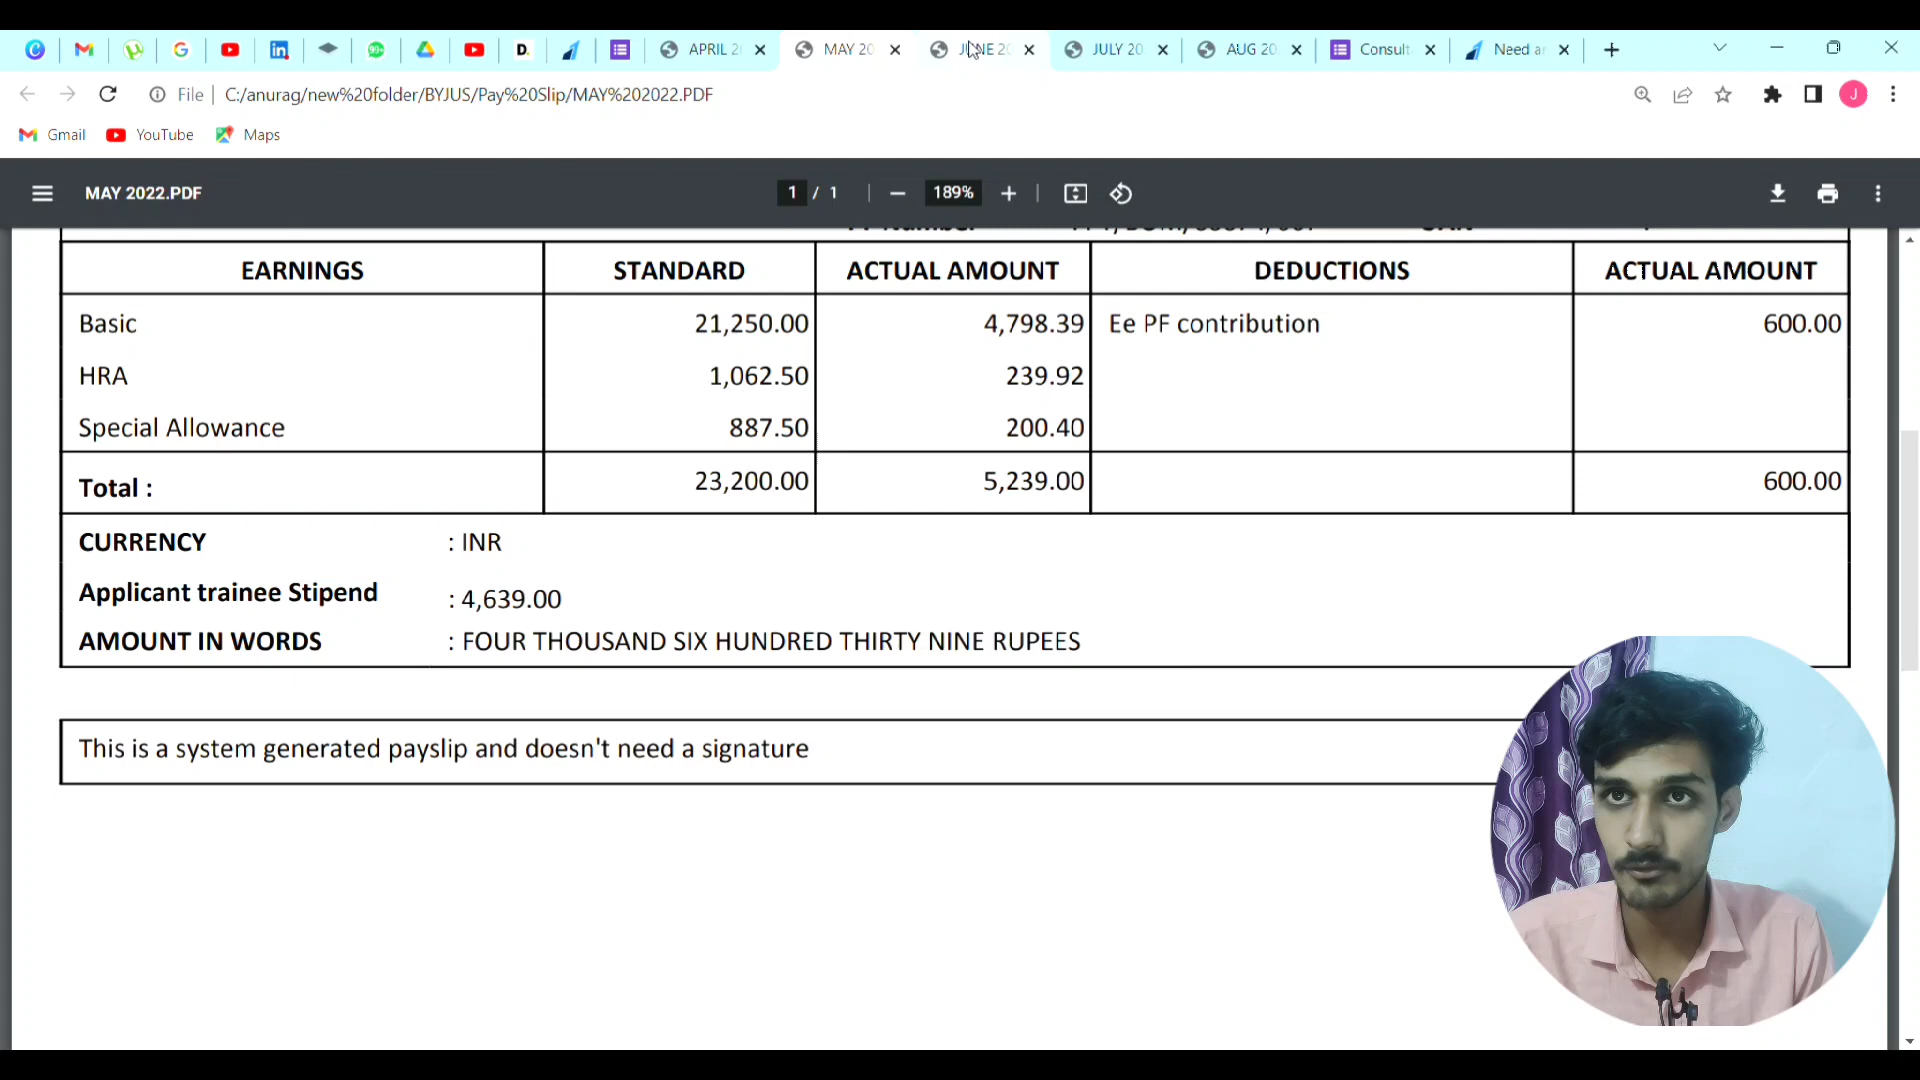 99+
D.
APRIL 2
MAY 20
JUNE 20
JULY 20
AUG 20
Consult
Need a
File
C:/anurag/new%20folder/BYJUS/Pay%20Slip/MAY%202022.PDF
J
Gmail
YouTube
Maps
MAY 2022.PDF
1 / 1
189%
EARNINGS STANDARD ACTUAL AMOUNT DEDUCTIONS ACTUAL AMOUNT
Basic 21,250.00 4,798.39 Ee PF contribution 600.00
HRA 1,062.50 239.92
Special Allowance 887.50 200.40
Total : 23,200.00 5,239.00 600.00
CURRENCY : INR
Applicant trainee Stipend : 4,639.00
AMOUNT IN WORDS : FOUR THOUSAND SIX HUNDRED THIRTY NINE RUPEES
This is a system generated payslip and doesn't need a signature